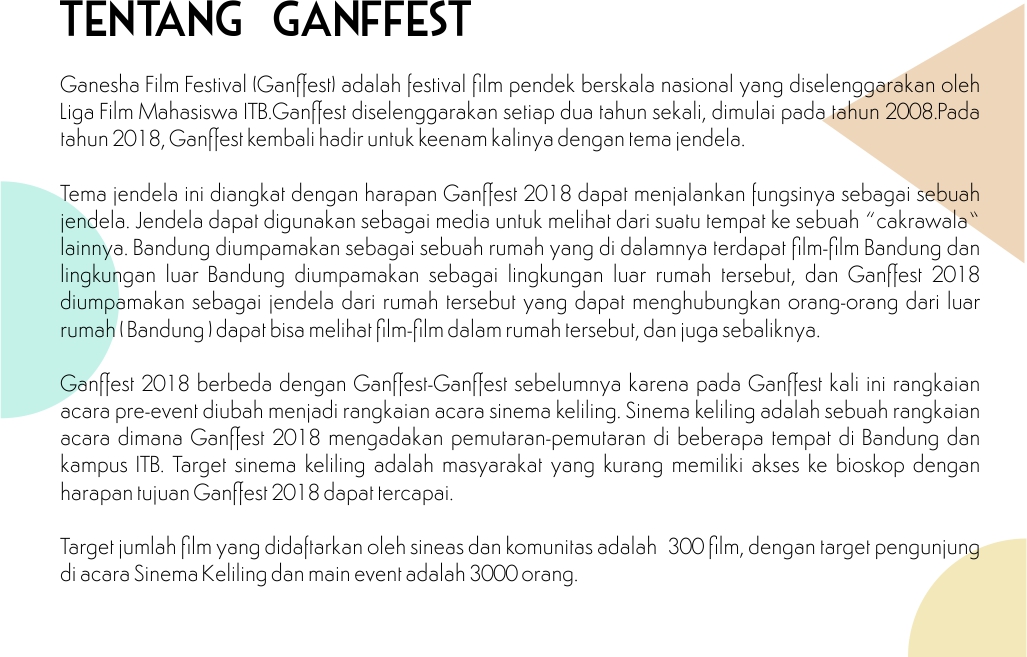 TENTANG GANFFEST
Ganesha Film Festival (Ganffest) adalah festival film pendek berskala nasional yang diselenggarakan oleh
Liga Film Mahasiswa ITB.Ganffest diselenggarakan setiap dua tahun sekali, dimulai pada tahun 2008.Pada
tahun 2018, Ganffest kembali hadir untuk keenam kalinya dengan tema jendela.
Tema jendela ini diangkat dengan harapan Ganffest 2018 dapat menjalankan fungsinya sebagai sebuah
jendela. Jendela dapat digunakan sebagai media untuk melihat dari suatu tempat ke sebuah “cakrawala“
lainnya. Bandung diumpamakan sebagai sebuah rumah yang di dalamnya terdapat film-film Bandung dan
lingkungan luar Bandung diumpamakan sebagai lingkungan luar rumah tersebut, dan Ganffest 2018
diumpamakan sebagai jendela dari rumah tersebut yang dapat menghubungkan orang-orang dari luar
rumah ( Bandung ) dapat bisa melihat film-film dalam rumah tersebut, dan juga sebaliknya.
Ganffest 2018 berbeda dengan Ganffest-Ganffest sebelumnya karena pada Ganffest kali ini rangkaian
acara pre-event diubah menjadi rangkaian acara sinema keliling. Sinema keliling adalah sebuah rangkaian
acara dimana Ganffest 2018 mengadakan pemutaran-pemutaran di beberapa tempat di Bandung dan
kampus ITB. Target sinema keliling adalah masyarakat yang kurang memiliki akses ke bioskop dengan
harapan tujuan Ganffest 2018 dapat tercapai.
Target jumlah film yang didaftarkan oleh sineas dan komunitas adalah 300 film, dengan target pengunjung
di acara Sinema Keliling dan main event adalah 3000 orang.